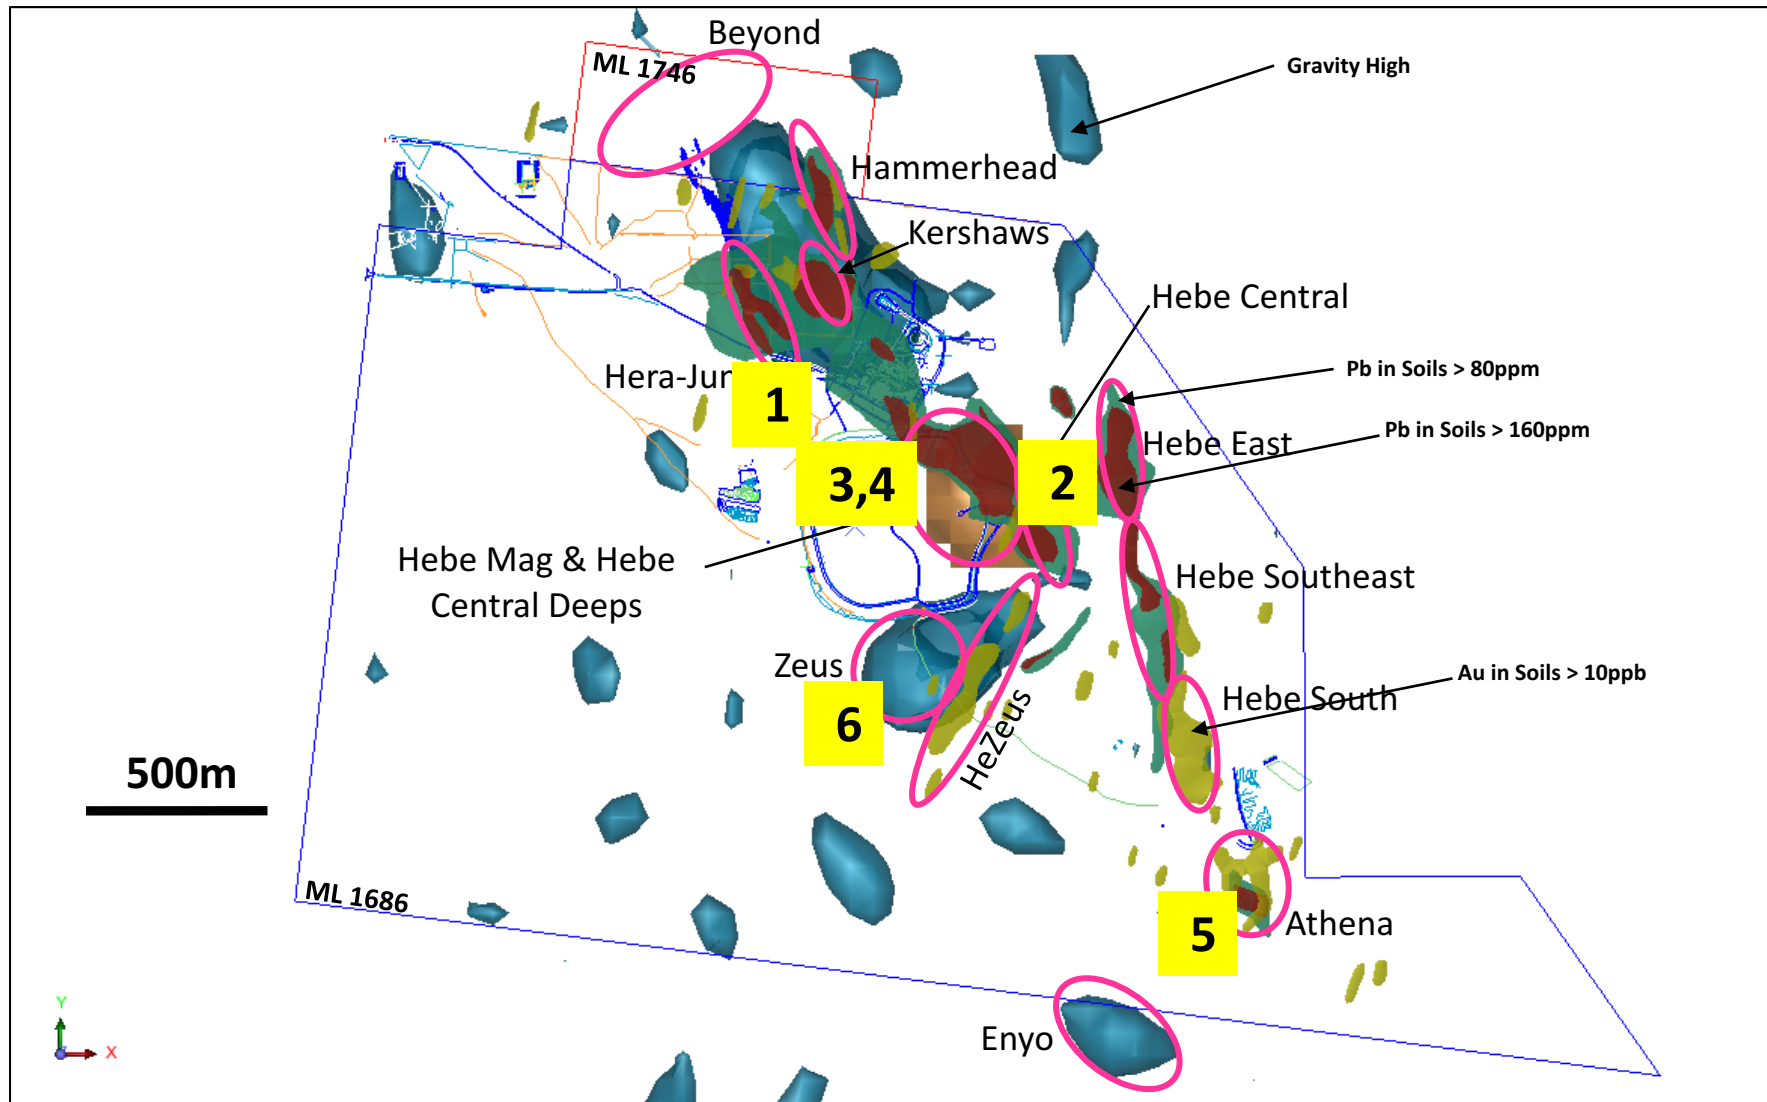 Beyond
ML 1746
Gravity High
Hammerhead
Kershaws
Hebe Central
Pb in Soils > 80ppm
Hera-Jun
1
Pb in Soils > 160ppm
Hebe East
3,4
2
Hebe Mag & Hebe
Central Deeps
Hebe Southeast
Zeus
Au in Soils > 10ppb
Hebe South
6
HeZeus
500m
ML 1686
5
Athena
Enyo
Y
X